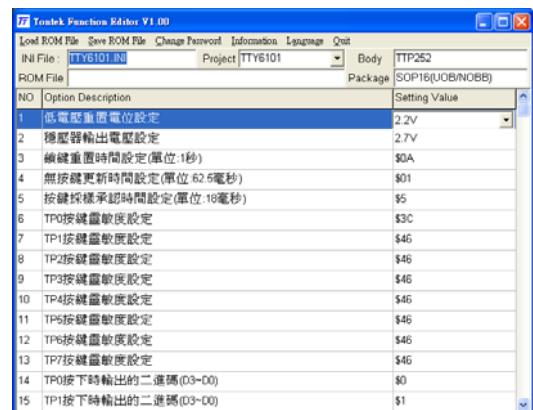 Tontek Function Editor V1.00
Load ROM File Save ROM File Change Password Information Language Quit
INI File : TTY6101.INI Project TTY6101 Body TTP252
ROM File Package SOP16(UOB/NOBB)
NO Option Description Setting Value
1 低電壓重置電位設定 2.2V
2 穩壓器輸出電壓設定 2.7V
3 鎖鍵重置時間設定(單位:1秒) $0A
4 無按鍵更新時間設定(單位:62.5毫秒) $01
5 按鍵採樣承認時間設定(單位:18毫秒) $5
6 TP0按鍵靈敏度設定 $3C
7 TP1按鍵靈敏度設定 $46
8 TP2按鍵靈敏度設定 $46
9 TP3按鍵靈敏度設定 $46
10 TP4按鍵靈敏度設定 $46
11 TP5按鍵靈敏度設定 $46
12 TP6按鍵靈敏度設定 $46
13 TP7按鍵靈敏度設定 $46
14 TP0按下時輸出的二進碼(D3~D0) $0
15 TP1按下時輸出的二進碼(D3~D0) $1